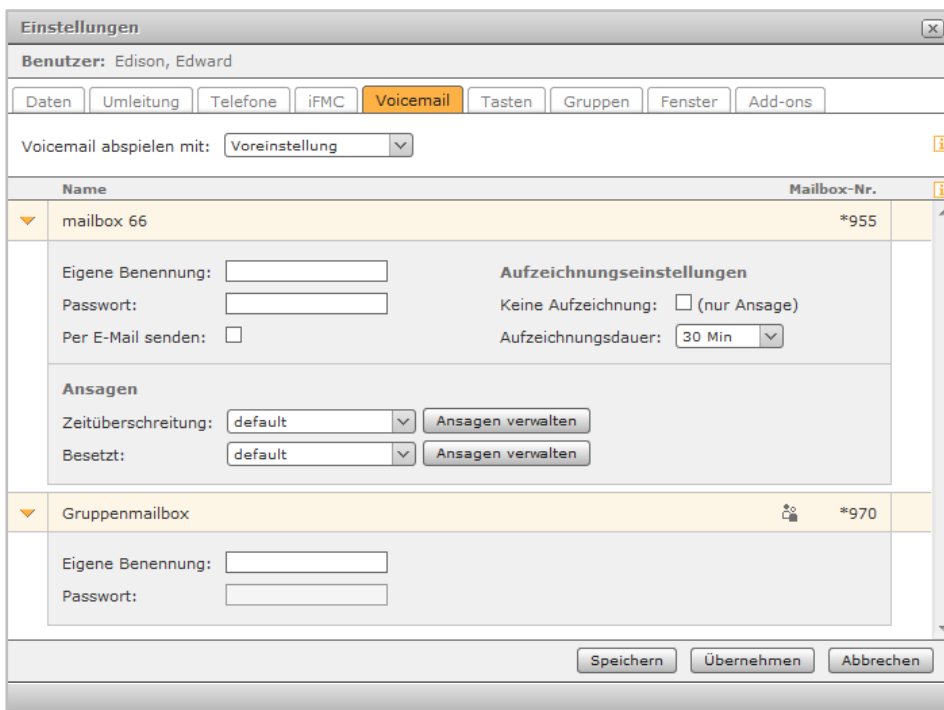 Einstellungen
Benutzer: Edison, Edward
Daten Umleitung Telefone iFMC Voicemail Tasten Gruppen Fenster Add-ons
Voicemail abspielen mit: Voreinstellung
Name Mailbox-Nr.
mailbox 66 *955
Eigene Benennung: Aufzeichnungseinstellungen
Passwort: Keine Aufzeichnung: (nur Ansage)
Per E-Mail senden: Aufzeichnungsdauer: 30 Min
Ansagen
Zeitüberschreitung: default Ansagen verwalten
Besetzt: default Ansagen verwalten
Gruppenmailbox *970
Eigene Benennung:
Passwort:
Speichern Übernehmen Abbrechen